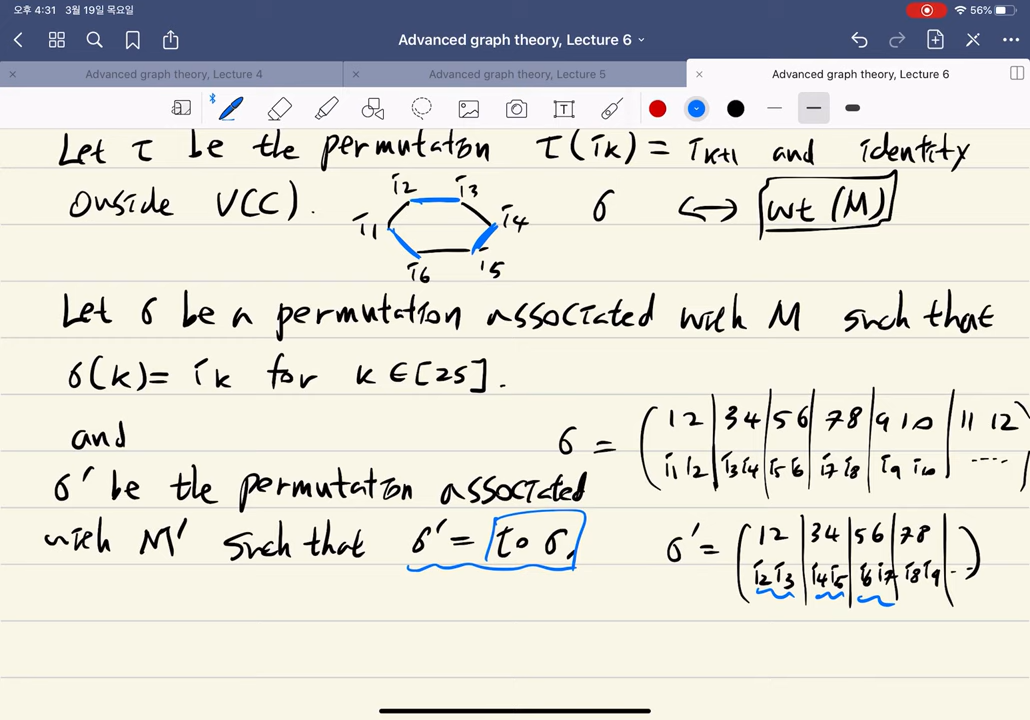 오후 4:31 3월 19일 목요일
56%
Advanced graph theory, Lecture 6
Advanced graph theory, Lecture 4
Advanced graph theory, Lecture 5
Advanced graph theory, Lecture 6
Let τ be the permutation τ(ik) = ik+1 and identity
outside V(C).
i2 i3
i1 i4
i6 i5
σ ↔ wt (M)
Let σ be a permutation associated with M such that
σ(k) = ik for k ∈ [2s].
and
σ = ( 1 2 | 3 4 | 5 6 | 7 8 | 9 10 | 11 12 )
i1 i2 | i3 i4 | i5 i6 | i7 i8 | i9 i10 | ....
σ' be the permutation associated
with M' such that σ' = τ∘σ.
σ' = ( 1 2 | 3 4 | 5 6 | 7 8 | )
i2 i3 | i4 i5 | i6 i7 | i8 i9 | ..